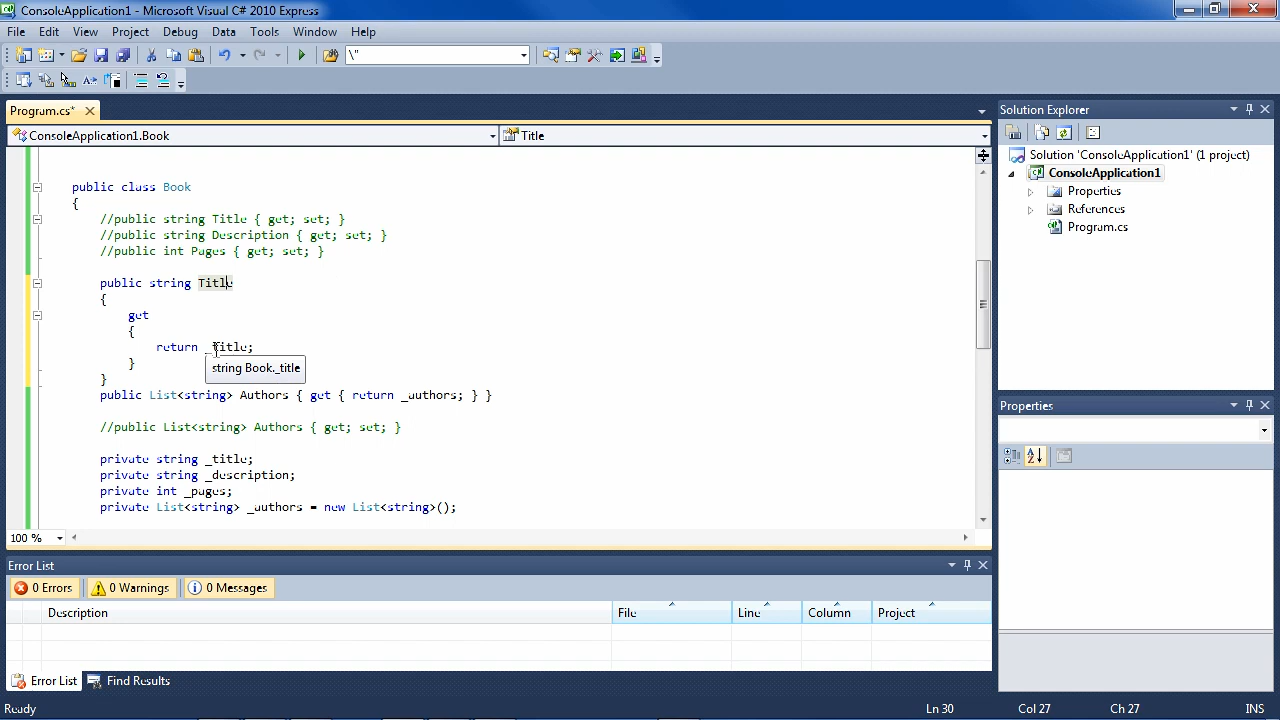 ConsoleApplication1 - Microsoft Visual C# 2010 Express
File Edit View Project Debug Data Tools Window Help
\"
Program.cs*
ConsoleApplication1.Book
Title
public class Book
{
//public string Title { get; set; }
//public string Description { get; set; }
//public int Pages { get; set; }
public string Title
{
get
{
return _title;
}
string Book._title
}
public List<string> Authors { get { return _authors; } }
//public List<string> Authors { get; set; }
private string _title;
private string _description;
private int _pages;
private List<string> _authors = new List<string>();
100 %
Solution Explorer
Solution 'ConsoleApplication1' (1 project)
ConsoleApplication1
Properties
References
Program.cs
Properties
Error List
0 Errors 0 Warnings 0 Messages
Description File Line Column Project
Error List Find Results
Ready Ln 30 Col 27 Ch 27 INS